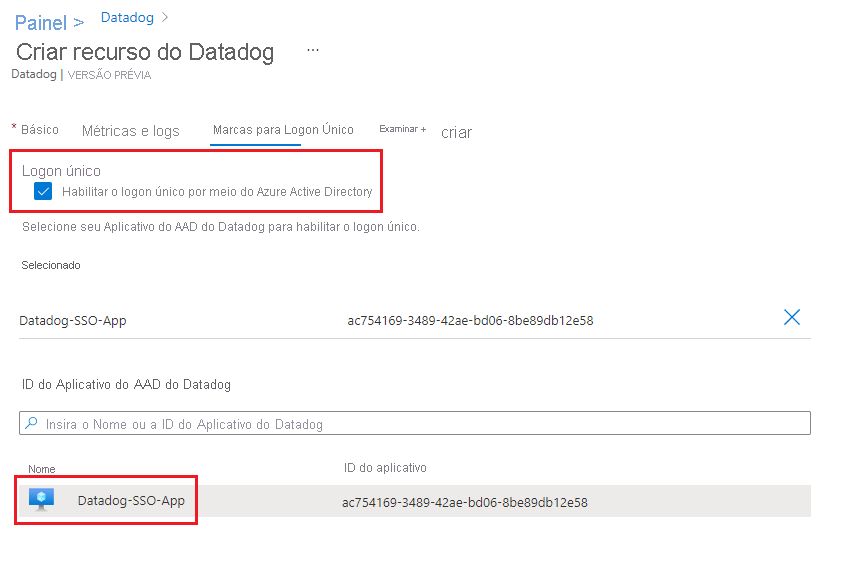 Painel > Datadog >
Criar recurso do Datadog ...
Datadog | VERSÃO PRÉVIA
* Básico Métricas e logs Marcas para Logon Único Examinar + criar
Logon único
Habilitar o logon único por meio do Azure Active Directory
Selecione seu Aplicativo do AAD do Datadog para habilitar o logon único.
Selecionado
Datadog-SSO-App ac754169-3489-42ae-bd06-8be89db12e58
ID do Aplicativo do AAD do Datadog
Insira o Nome ou a ID do Aplicativo do Datadog
Nome ID do aplicativo
Datadog-SSO-App ac754169-3489-42ae-bd06-8be89db12e58